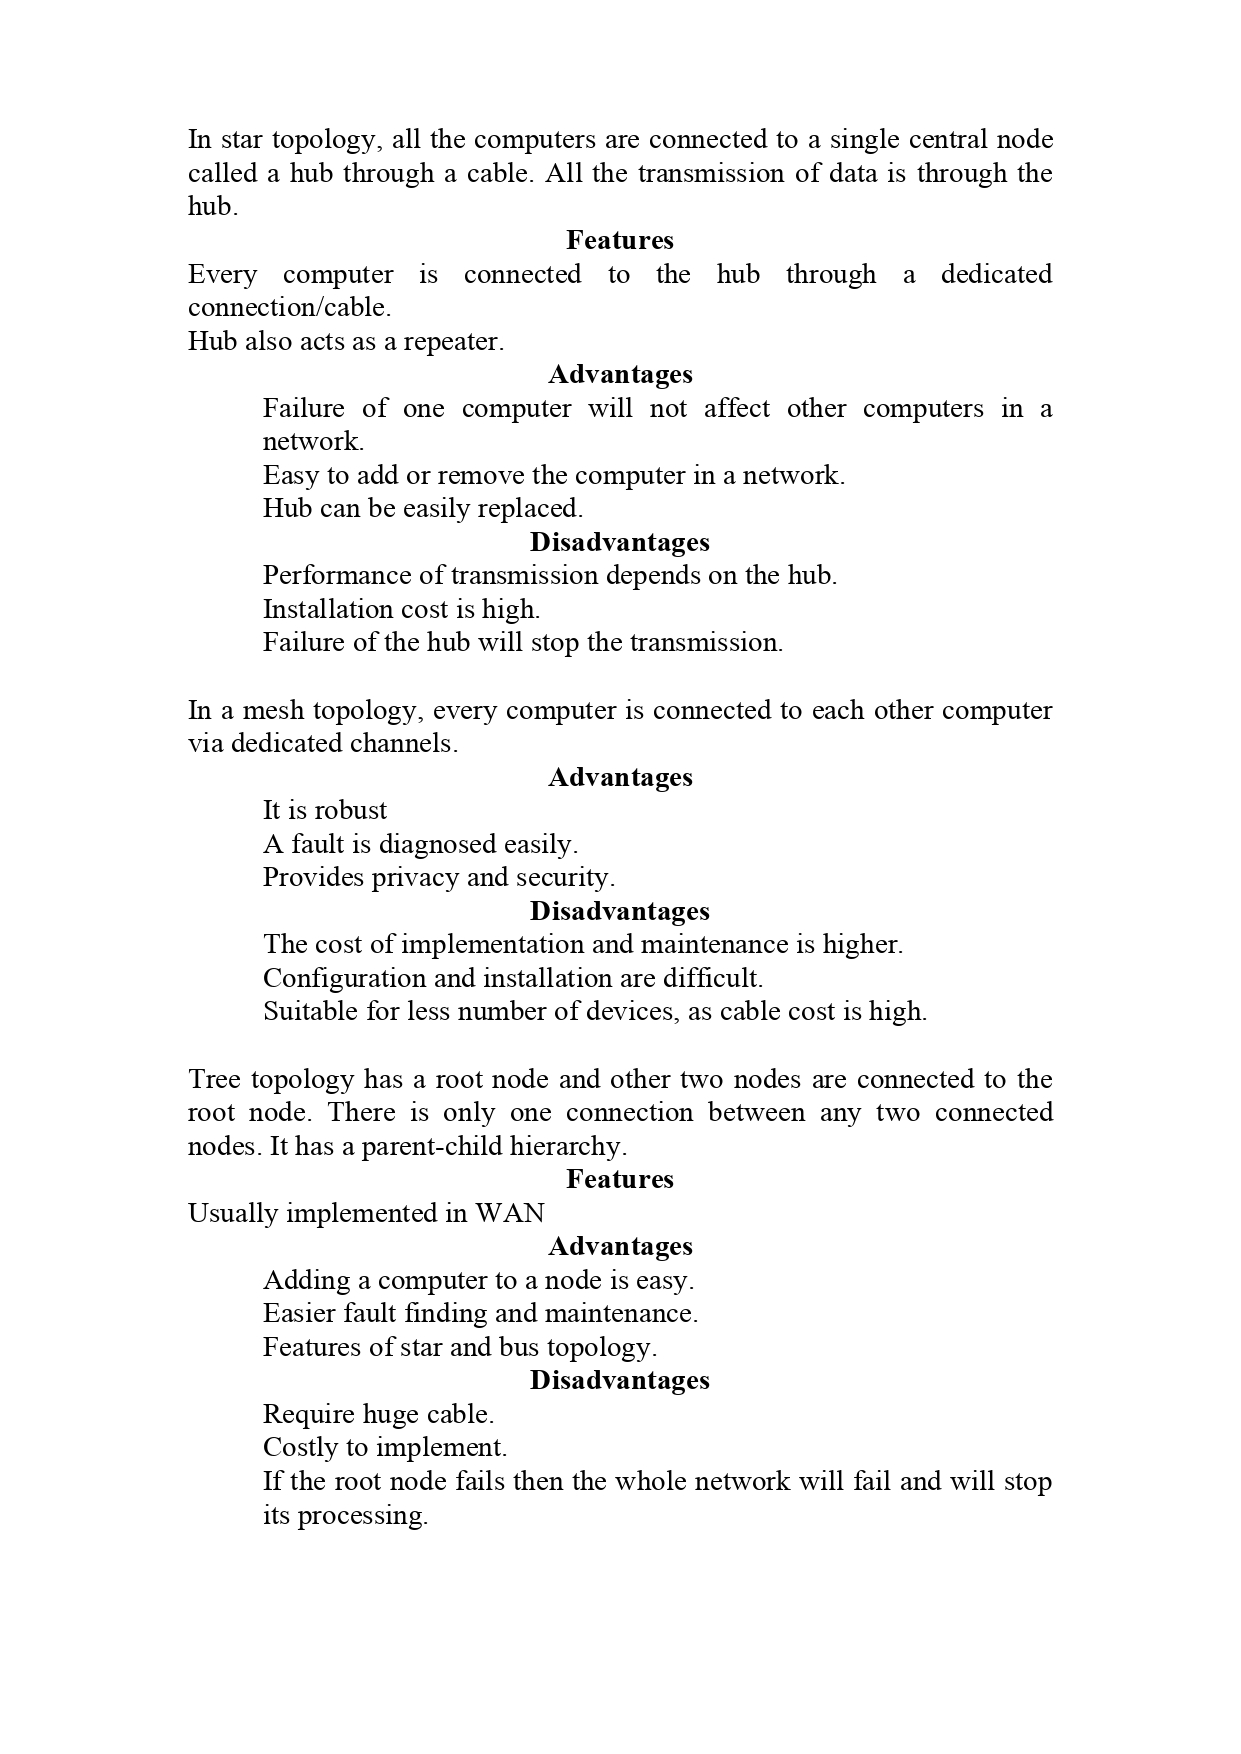 In star topology, all the computers are connected to a single central node
called a hub through a cable. All the transmission of data is through the
hub.
Features
Every computer is connected to the hub through a dedicated
connection/cable.
Hub also acts as a repeater.
Advantages
Failure of one computer will not affect other computers in a
network.
Easy to add or remove the computer in a network.
Hub can be easily replaced.
Disadvantages
Performance of transmission depends on the hub.
Installation cost is high.
Failure of the hub will stop the transmission.
In a mesh topology, every computer is connected to each other computer
via dedicated channels.
Advantages
It is robust
A fault is diagnosed easily.
Provides privacy and security.
Disadvantages
The cost of implementation and maintenance is higher.
Configuration and installation are difficult.
Suitable for less number of devices, as cable cost is high.
Tree topology has a root node and other two nodes are connected to the
root node. There is only one connection between any two connected
nodes. It has a parent-child hierarchy.
Features
Usually implemented in WAN
Advantages
Adding a computer to a node is easy.
Easier fault finding and maintenance.
Features of star and bus topology.
Disadvantages
Require huge cable.
Costly to implement.
If the root node fails then the whole network will fail and will stop
its processing.